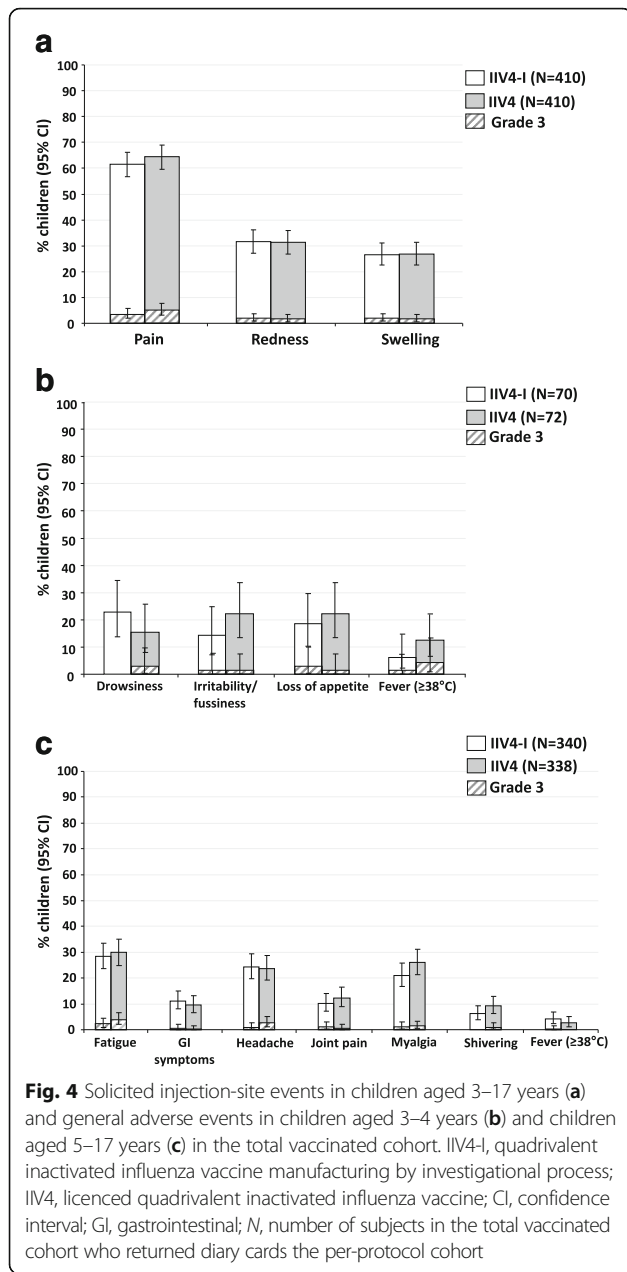 a
100
90
80
70
60
50
40
30
20
10
0
% children (95% CI)
IIV4-I (N=410)
IIV4 (N=410)
Grade 3
Pain Redness Swelling
b
100
90
80
70
60
50
40
30
20
10
0
% children (95% CI)
IIV4-I (N=70)
IIV4 (N=72)
Grade 3
Drowsiness Irritability/ Loss of appetite Fever (≥38°C)
fussiness
c
100
90
80
70
60
50
40
30
20
10
0
% children (95% CI)
IIV4-I (N=340)
IIV4 (N=338)
Grade 3
Fatigue GI Headache Joint pain Myalgia Shivering Fever (≥38°C)
symptoms
Fig. 4 Solicited injection-site events in children aged 3–17 years (a)
and general adverse events in children aged 3–4 years (b) and children
aged 5–17 years (c) in the total vaccinated cohort. IIV4-I, quadrivalent
inactivated influenza vaccine manufacturing by investigational process;
IIV4, licenced quadrivalent inactivated influenza vaccine; CI, confidence
interval; GI, gastrointestinal; N, number of subjects in the total vaccinated
cohort who returned diary cards the per-protocol cohort